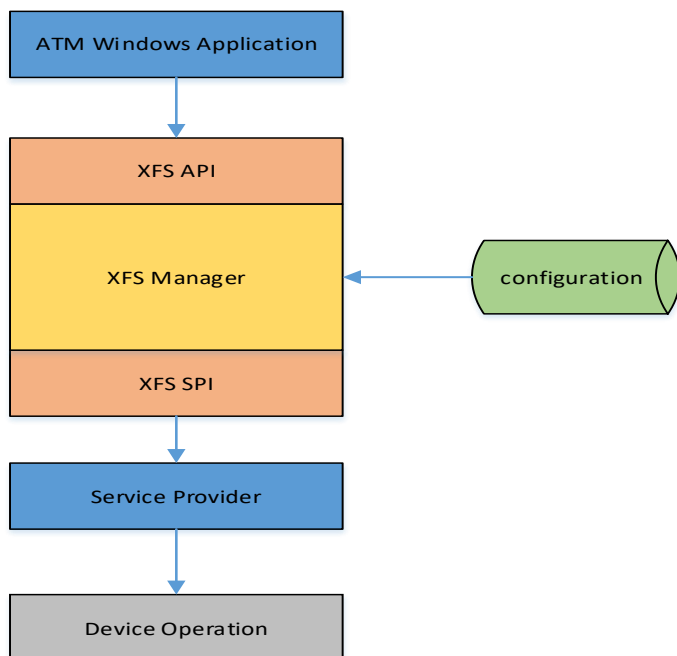 ATM Windows Application
XFS API
XFS Manager
configuration
XFS SPI
Service Provider
Device Operation